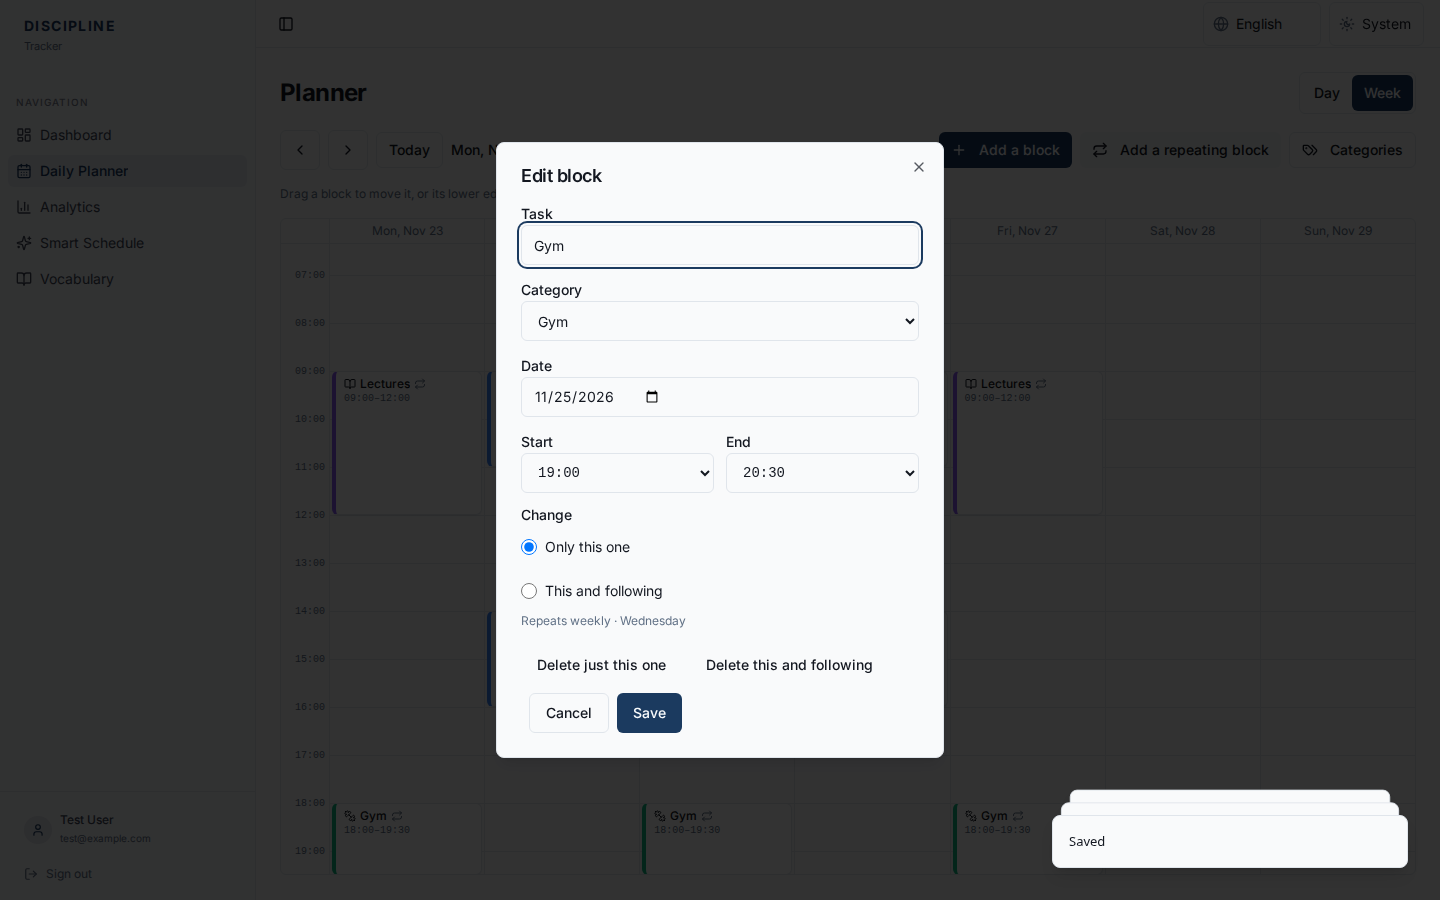 DISCIPLINE
Tracker
NAVIGATION
Dashboard
Daily Planner
Analytics
Smart Schedule
Vocabulary
Test User
test@example.com
Sign out
English
System
Planner
Day
Week
Today
Mon, N
Add a block
Add a repeating block
Categories
Drag a block to move it, or its lower ed
Mon, Nov 23
Fri, Nov 27
Sat, Nov 28
Sun, Nov 29
07:00
08:00
09:00
10:00
11:00
12:00
13:00
14:00
15:00
16:00
17:00
18:00
19:00
Lectures
09:00–12:00
Lectures
09:00–12:00
Gym
18:00–19:30
Gym
18:00–19:30
Gym
18:00–19:30
Edit block
Task
Gym
Category
Gym
Date
11/25/2026
Start
End
19:00
20:30
Change
Only this one
This and following
Repeats weekly · Wednesday
Delete just this one
Delete this and following
Cancel
Save
Saved